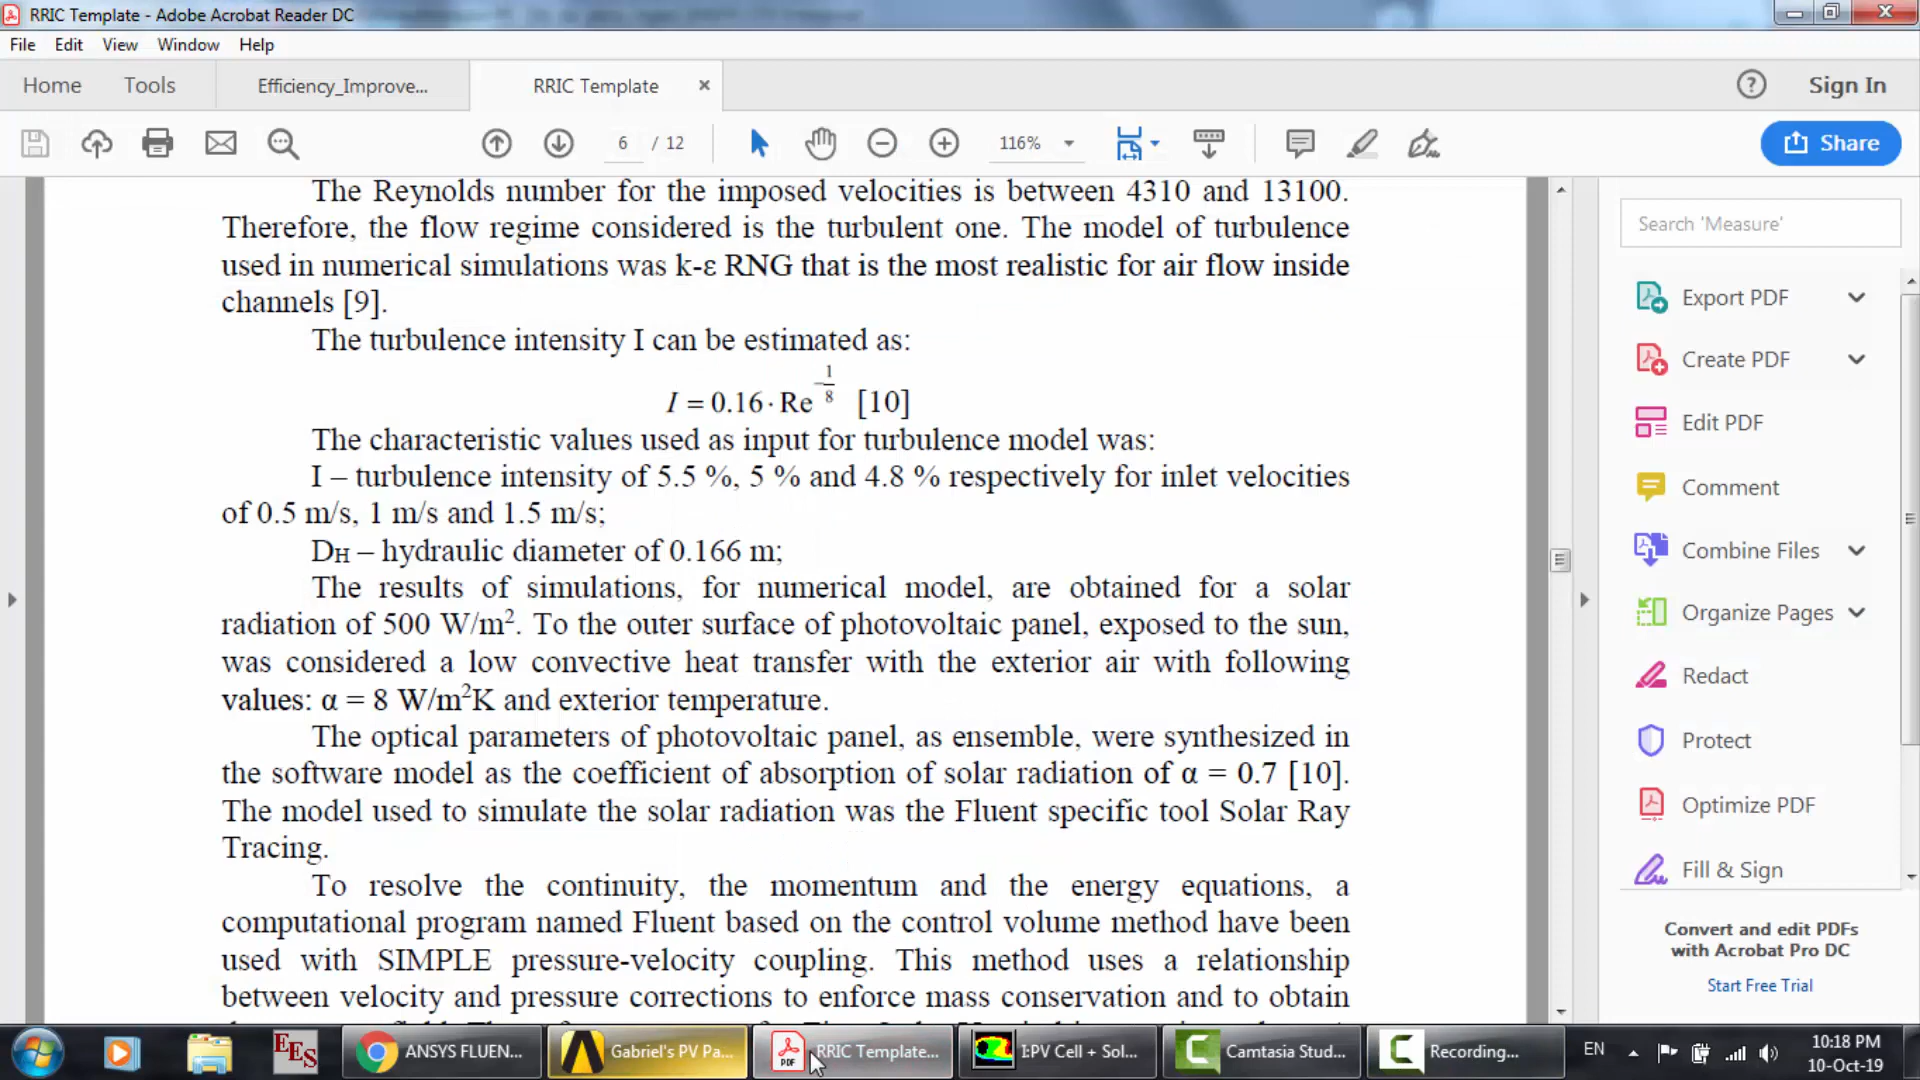 RRIC Template - Adobe Acrobat Reader DC
File Edit View Window Help
Home Tools Efficiency_Improve... RRIC Template × Sign In
6 / 12 116% Share
The Reynolds number for the imposed velocities is between 4310 and 13100.
Therefore, the flow regime considered is the turbulent one. The model of turbulence
used in numerical simulations was k-ε RNG that is the most realistic for air flow inside
channels [9].
The turbulence intensity I can be estimated as:
I = 0.16 · Re^{-1/8} [10]
The characteristic values used as input for turbulence model was:
I – turbulence intensity of 5.5 %, 5 % and 4.8 % respectively for inlet velocities
of 0.5 m/s, 1 m/s and 1.5 m/s;
DH – hydraulic diameter of 0.166 m;
The results of simulations, for numerical model, are obtained for a solar
radiation of 500 W/m². To the outer surface of photovoltaic panel, exposed to the sun,
was considered a low convective heat transfer with the exterior air with following
values: α = 8 W/m²K and exterior temperature.
The optical parameters of photovoltaic panel, as ensemble, were synthesized in
the software model as the coefficient of absorption of solar radiation of α = 0.7 [10].
The model used to simulate the solar radiation was the Fluent specific tool Solar Ray
Tracing.
To resolve the continuity, the momentum and the energy equations, a
computational program named Fluent based on the control volume method have been
used with SIMPLE pressure-velocity coupling. This method uses a relationship
between velocity and pressure corrections to enforce mass conservation and to obtain
Search 'Measure'
Export PDF
Create PDF
Edit PDF
Comment
Combine Files
Organize Pages
Redact
Protect
Optimize PDF
Fill & Sign
Convert and edit PDFs
with Acrobat Pro DC
Start Free Trial
EES ANSYS FLUEN... Gabriel's PV Pa... RRIC Template... I:PV Cell + Sol... Camtasia Stud... Recording... EN 10:18 PM
10-Oct-19